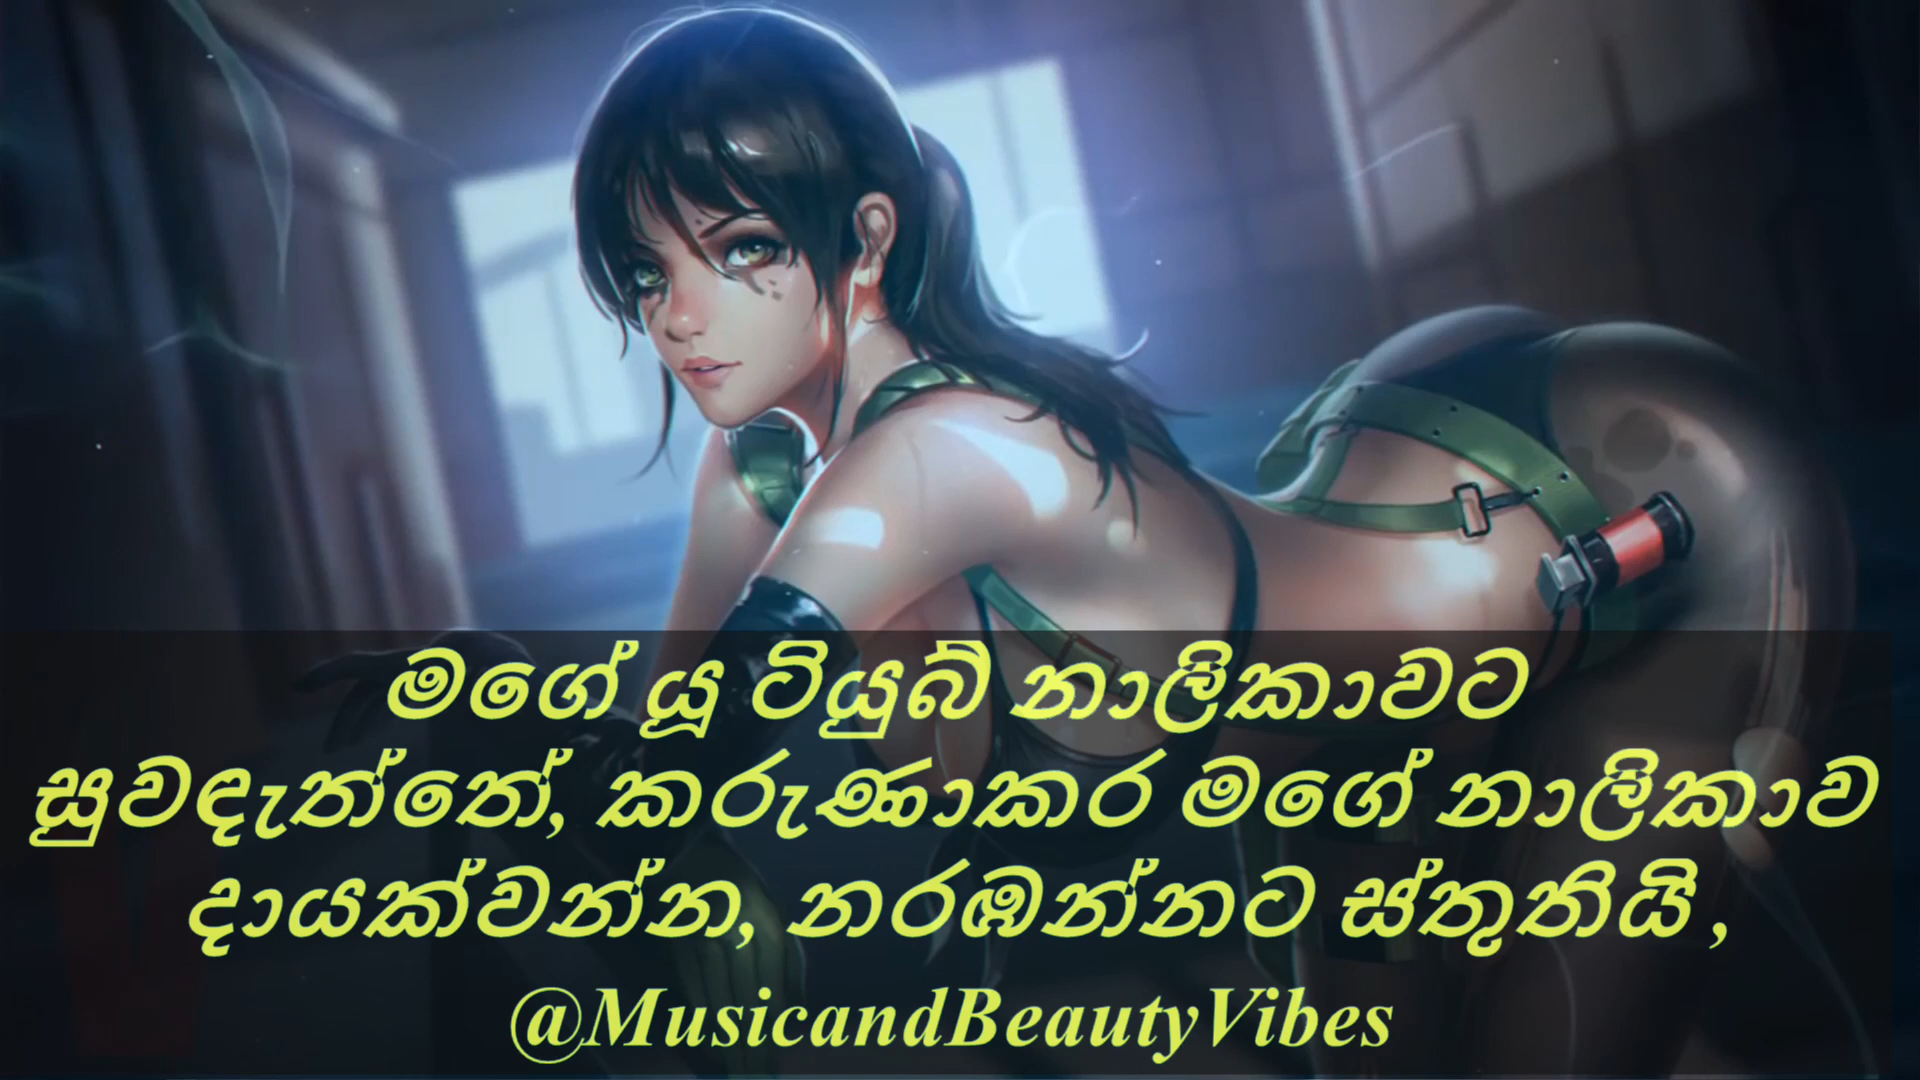 මගේ යූ ටියුබ් නාලිකාවට
සුවඳැත්තේ, කරුණාකර මගේ නාලිකාව
දායක්වන්න, නරඹන්නට ස්තුතියි ,
@MusicandBeautyVibes